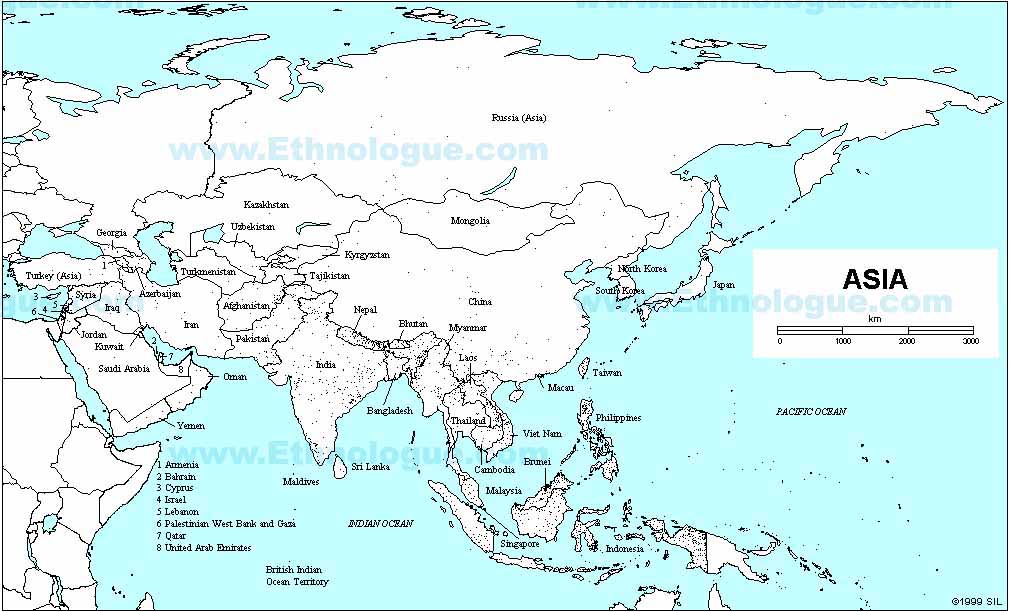 www.Ethnologue.com
www.Ethnologue.com
Russia (Asia)
www.Ethnologue.com
Kazakhstan
Mongolia
Georgia
Uzbekistan
Kyrgyzstan
North Korea
1
Turkey (Asia)
Turkmenistan
Tajikistan
ASIA
South Korea
Japan
3
Syria
Azerbaijan
Afghanistan
China
www.Ethnologue.com
6 4
Iraq
Nepal
km
Iran
Bhutan
Myanmar
0 1000 2000 3000
Jordan
Kuwait
2
Pakistan
7
Laos
Saudi Arabia
8
India
Taiwan
Oman
Macau
Bangladesh
PACIFIC OCEAN
Thailand
Philippines
Yemen
Viet Nam
www.Ethnologue.com
Brunei
1 Armenia
Sri Lanka
Cambodia
2 Bahrain
Maldives
3 Cyprus
Malaysia
4 Israel
5 Lebanon
6 Palestinian West Bank and Gaza
INDIAN OCEAN
7 Qatar
Singapore
8 United Arab Emirates
Indonesia
British Indian
Ocean Territory
©1999 SIL